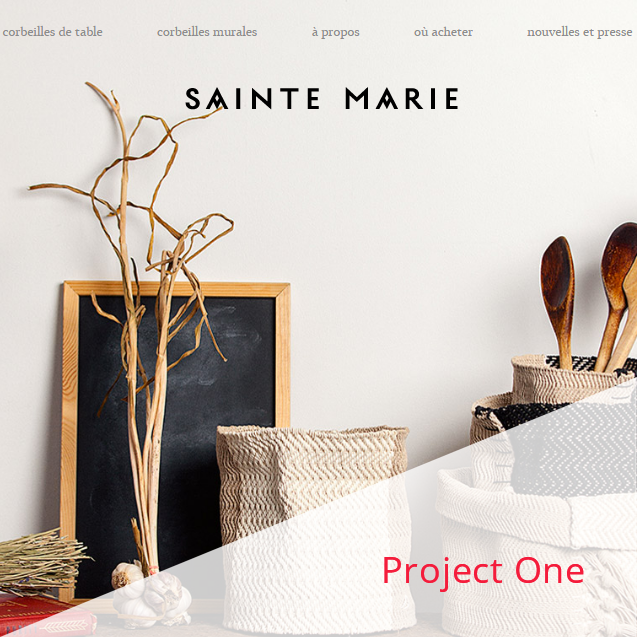 corbeilles de table corbeilles murales à propos où acheter nouvelles et presse
SAINTE MARIE
Project One